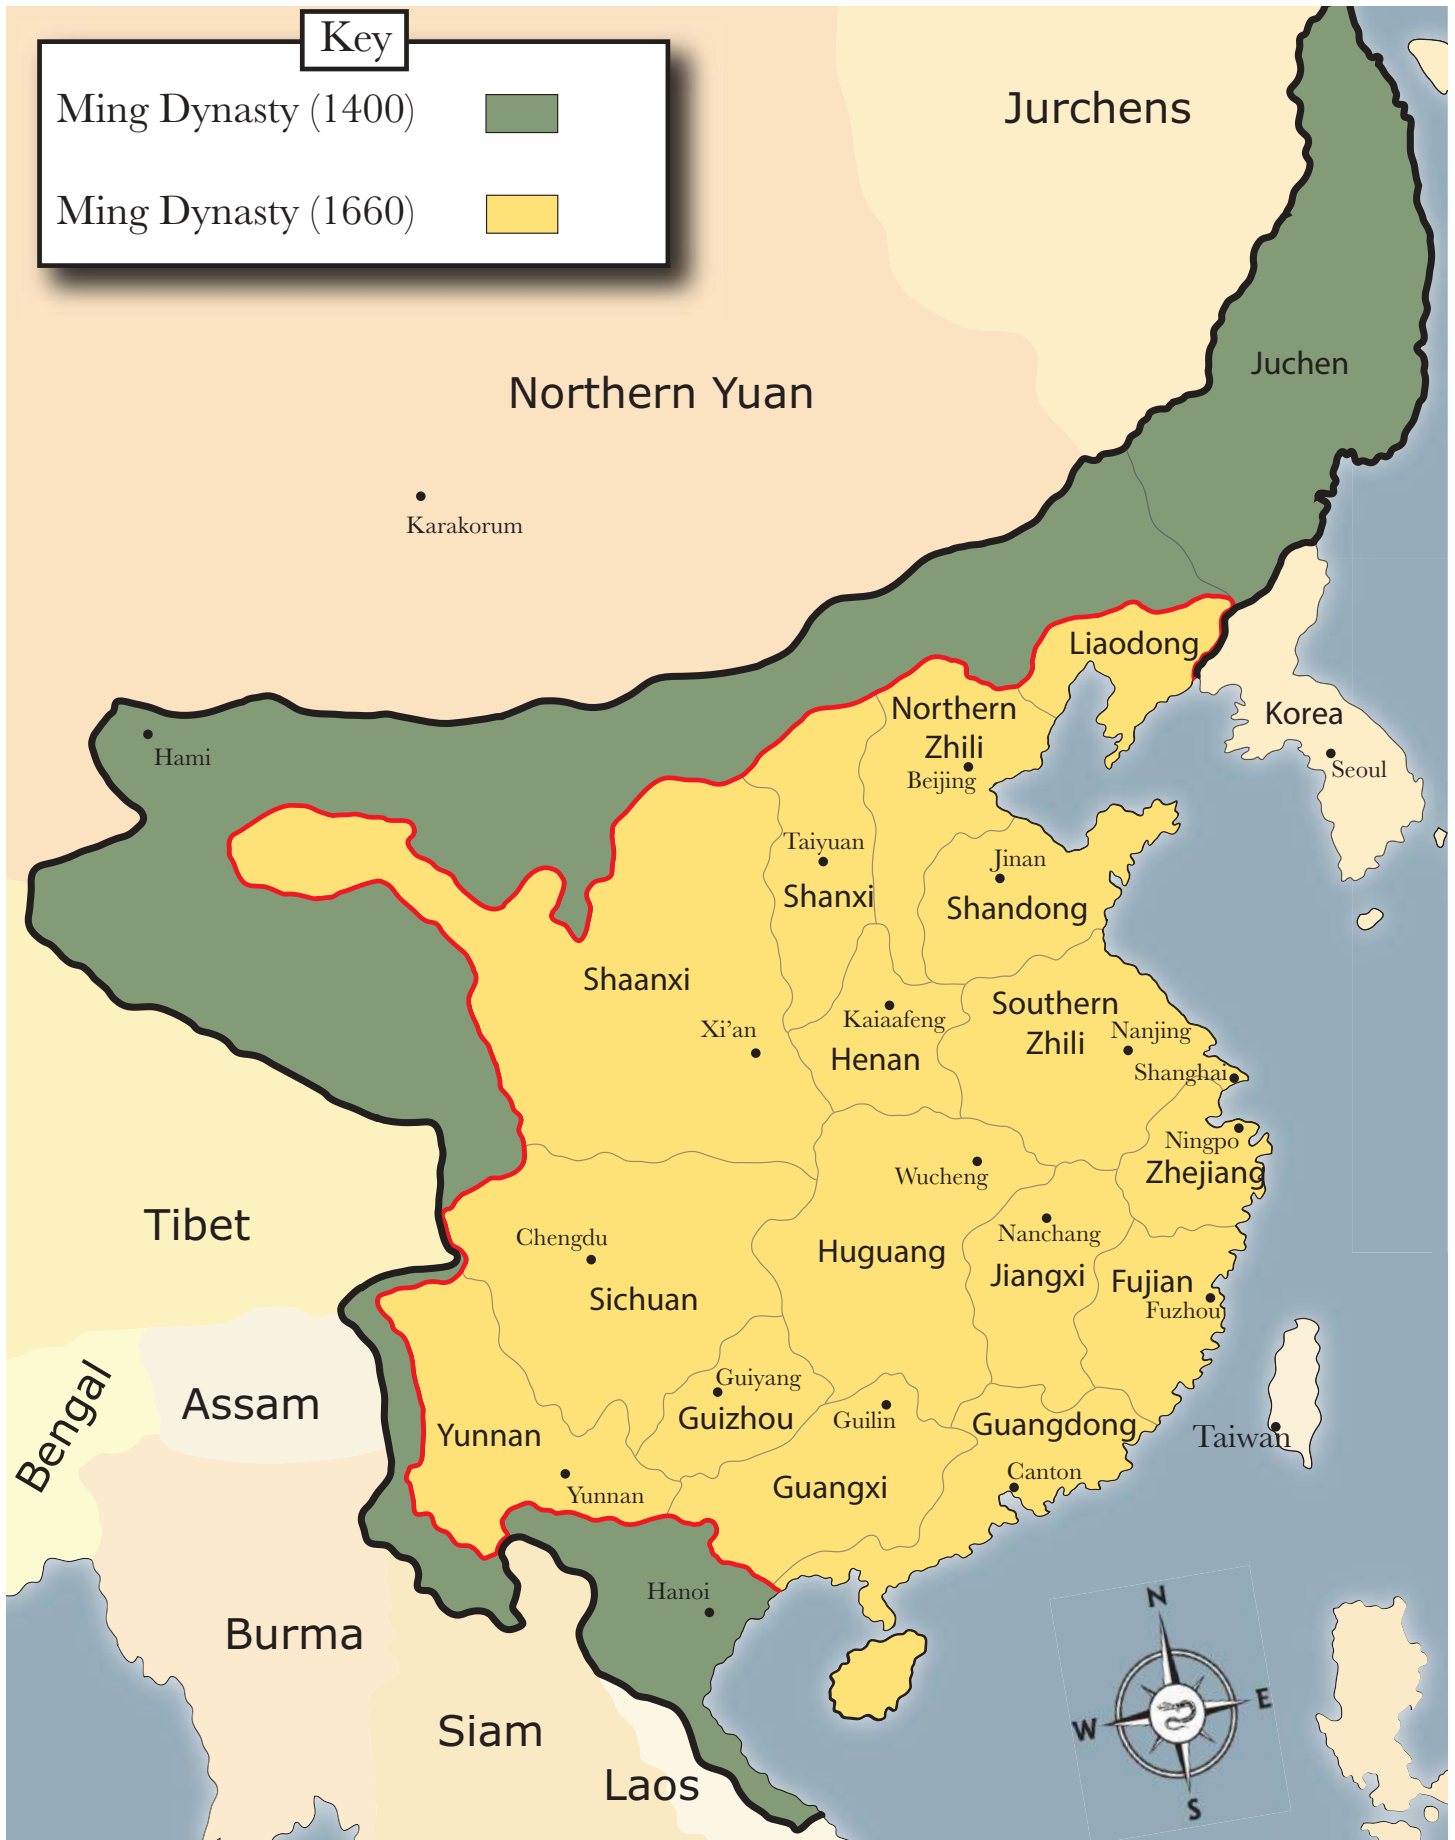 Key
Ming Dynasty (1400)
Ming Dynasty (1660)
Jurchens
Juchen
Northern Yuan
Karakorum
Liaodong
Northern
Zhili
Beijing
Korea
Seoul
Hami
Taiyuan
Shanxi
Jinan
Shandong
Shaanxi
Xi’an
Kaiaafeng
Henan
Southern
Zhili
Nanjing
Shanghai
Ningpo
Zhejiang
Wucheng
Tibet
Chengdu
Sichuan
Huguang
Nanchang
Jiangxi
Fujian
Fuzhou
Bengal
Assam
Guiyang
Guizhou
Guilin
Guangdong
Taiwan
Yunnan
Yunnan
Guangxi
Canton
Hanoi
Burma
Siam
Laos
N
E
W
S